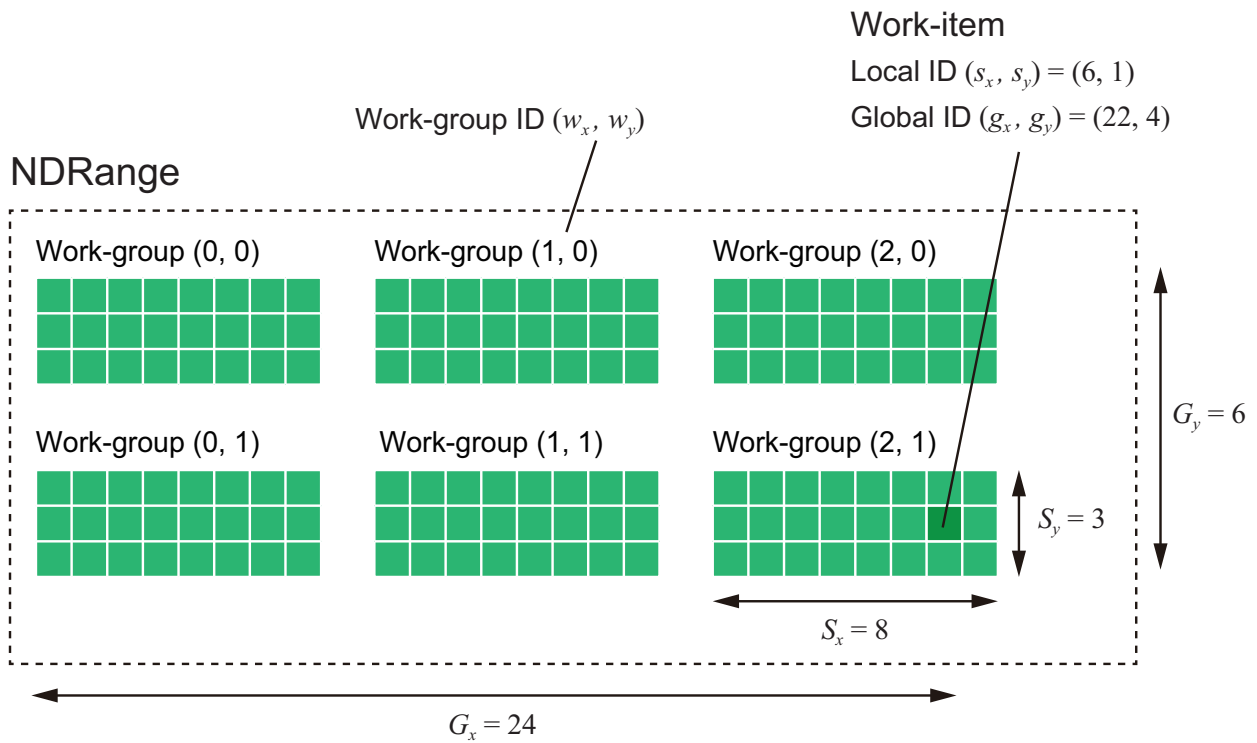 Work-item
Local ID (sx, sy) = (6, 1)
Global ID (gx, gy) = (22, 4)
Work-group ID (wx, wy)
NDRange
Work-group (0, 0) Work-group (1, 0) Work-group (2, 0)
Gy = 6
Work-group (0, 1) Work-group (1, 1) Work-group (2, 1)
Sy = 3
Sx = 8
Gx = 24